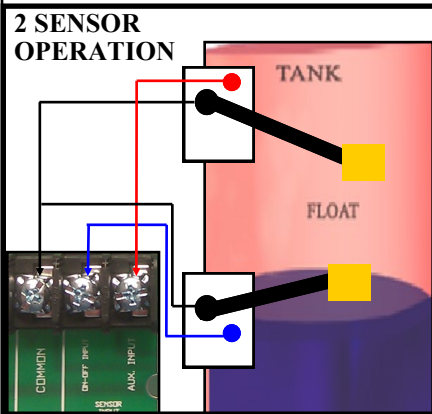 2 SENSOR
OPERATION
TANK
FLOAT
COMMON
ON-OFF INPUT
AUX. INPUT
SENSOR
INPUT